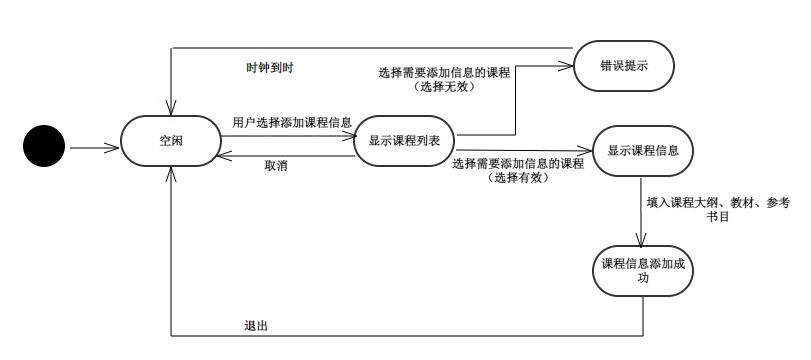 时钟到时
选择需要添加信息的课程
（选择无效）
错误提示
用户选择添加课程信息
空闲
显示课程列表
显示课程信息
取消
选择需要添加信息的课程
（选择有效）
填入课程大纲、教材、参考
书目
课程信息添加成
功
退出